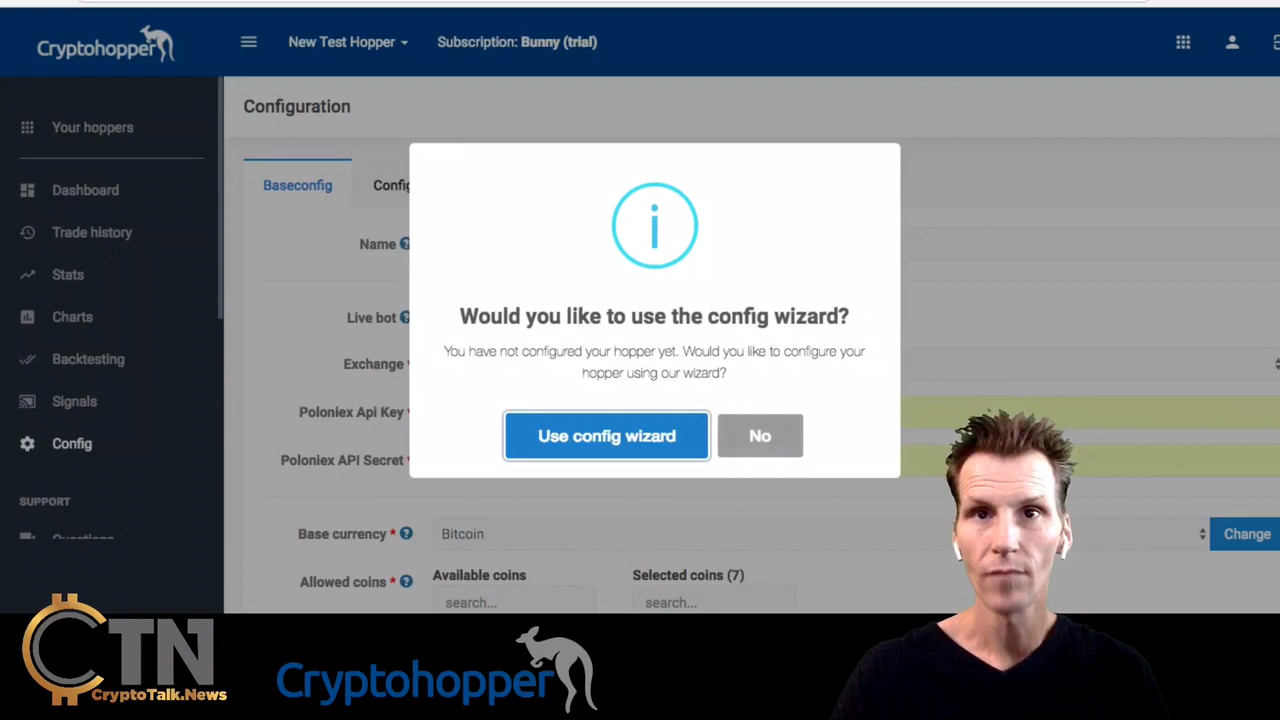 Cryptohopper
New Test Hopper
Subscription: Bunny (trial)
Your hoppers
Dashboard
Trade history
Stats
Charts
Backtesting
Signals
Config
SUPPORT
Questions
Configuration
Baseconfig
Config
Name
Live bot
Exchange *
Poloniex Api Key *
Poloniex API Secret *
Base currency *
Bitcoin
Change
Allowed coins *
Available coins
search...
Selected coins (7)
search...
i
Would you like to use the config wizard?
You have not configured your hopper yet. Would you like to configure your
hopper using our wizard?
Use config wizard
No
CTN
CryptoTalk.News
Cryptohopper